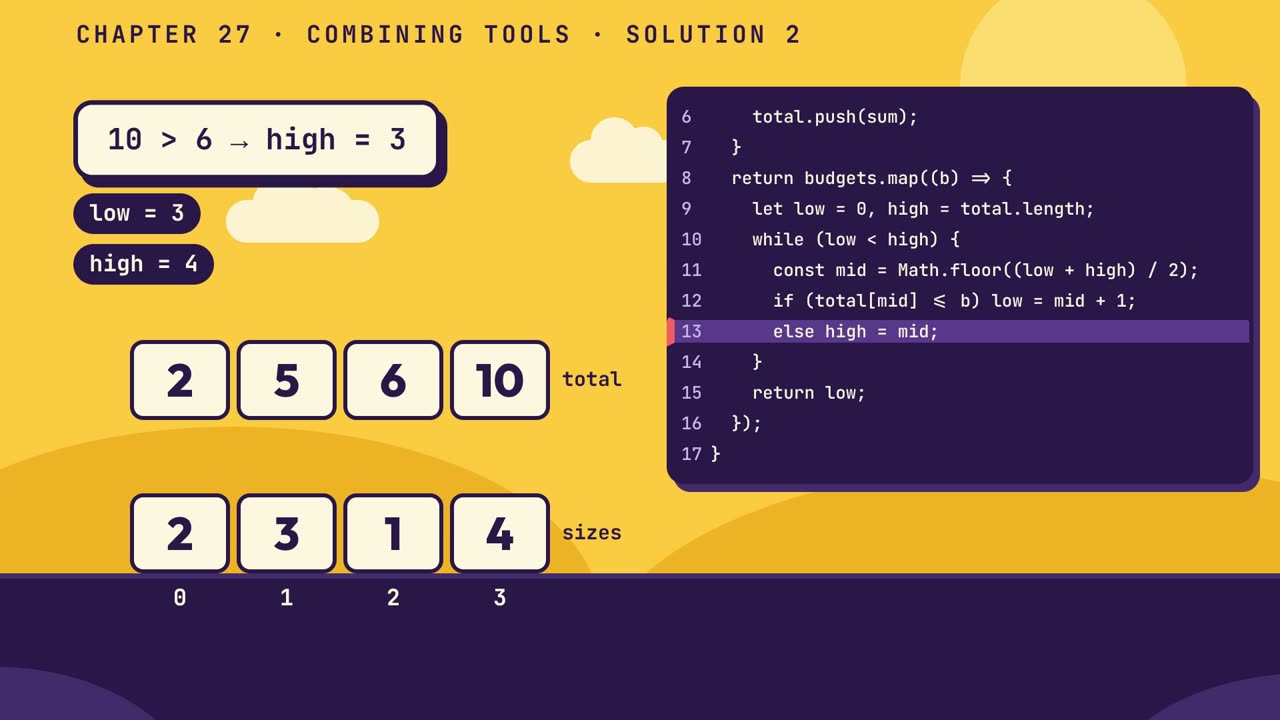 CHAPTER 27 · COMBINING TOOLS · SOLUTION 2
10 > 6 → high = 3
low = 3
high = 4
2 5 6 10 total
2 3 1 4 sizes
0 1 2 3
6 total.push(sum);
7 }
8 return budgets.map((b) => {
9 let low = 0, high = total.length;
10 while (low < high) {
11 const mid = Math.floor((low + high) / 2);
12 if (total[mid] <= b) low = mid + 1;
13 else high = mid;
14 }
15 return low;
16 });
17 }